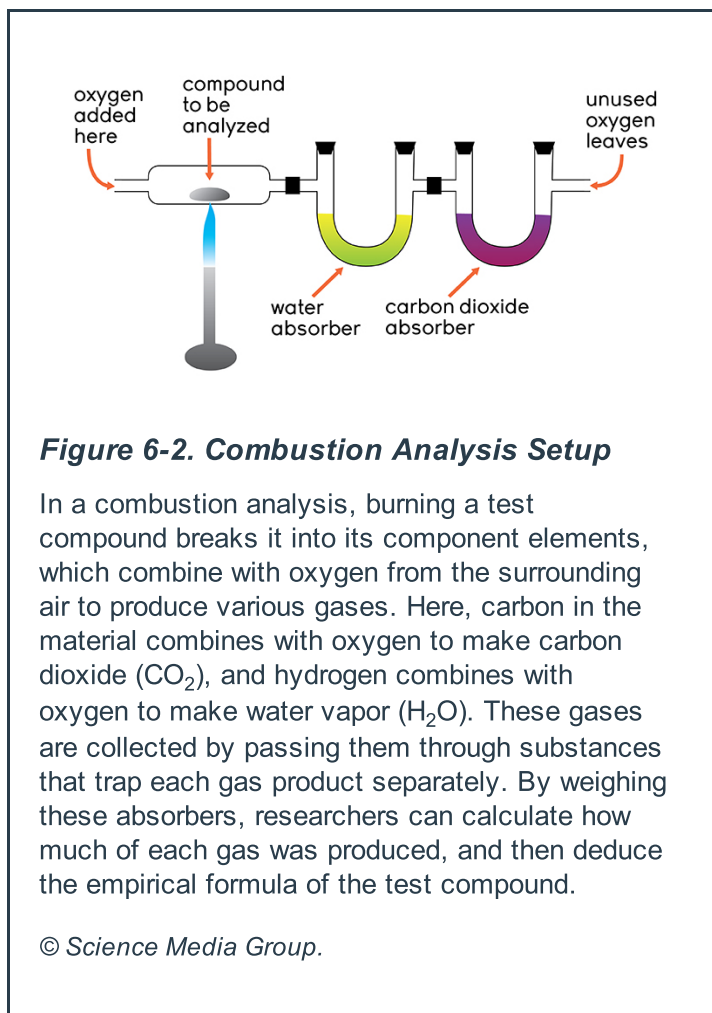 oxygen
added
here
compound
to be
analyzed
unused
oxygen
leaves
water
absorber
carbon dioxide
absorber
Figure 6-2. Combustion Analysis Setup
In a combustion analysis, burning a test
compound breaks it into its component elements,
which combine with oxygen from the surrounding
air to produce various gases. Here, carbon in the
material combines with oxygen to make carbon
dioxide (CO₂), and hydrogen combines with
oxygen to make water vapor (H₂O). These gases
are collected by passing them through substances
that trap each gas product separately. By weighing
these absorbers, researchers can calculate how
much of each gas was produced, and then deduce
the empirical formula of the test compound.
© Science Media Group.